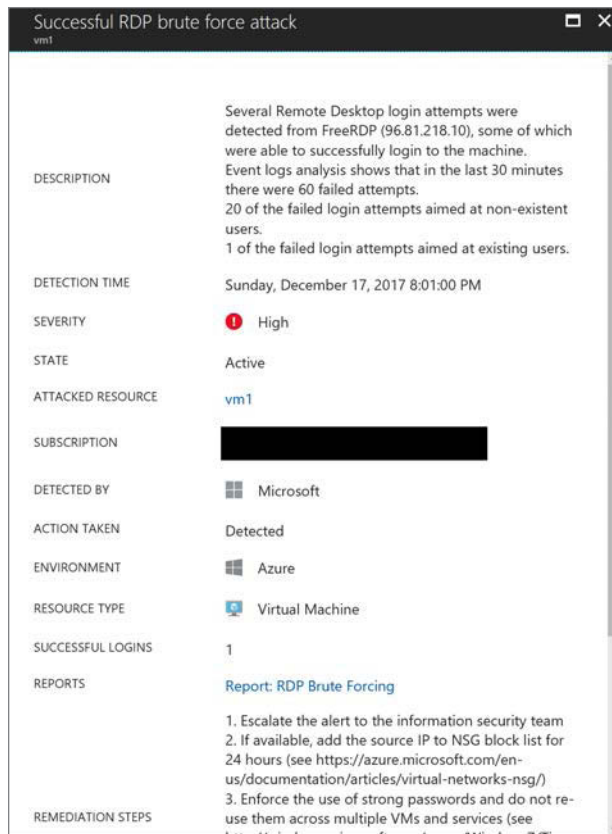 Successful RDP brute force attack
vm1
DESCRIPTION
Several Remote Desktop login attempts were
detected from FreeRDP (96.81.218.10), some of which
were able to successfully login to the machine.
Event logs analysis shows that in the last 30 minutes
there were 60 failed attempts.
20 of the failed login attempts aimed at non-existent
users.
1 of the failed login attempts aimed at existing users.
DETECTION TIME
Sunday, December 17, 2017 8:01:00 PM
SEVERITY
High
STATE
Active
ATTACKED RESOURCE
vm1
SUBSCRIPTION
DETECTED BY
Microsoft
ACTION TAKEN
Detected
ENVIRONMENT
Azure
RESOURCE TYPE
Virtual Machine
SUCCESSFUL LOGINS
1
REPORTS
Report: RDP Brute Forcing
REMEDIATION STEPS
1. Escalate the alert to the information security team
2. If available, add the source IP to NSG block list for
24 hours (see https://azure.microsoft.com/en-
us/documentation/articles/virtual-networks-nsg/)
3. Enforce the use of strong passwords and do not re-
use them across multiple VMs and services (see